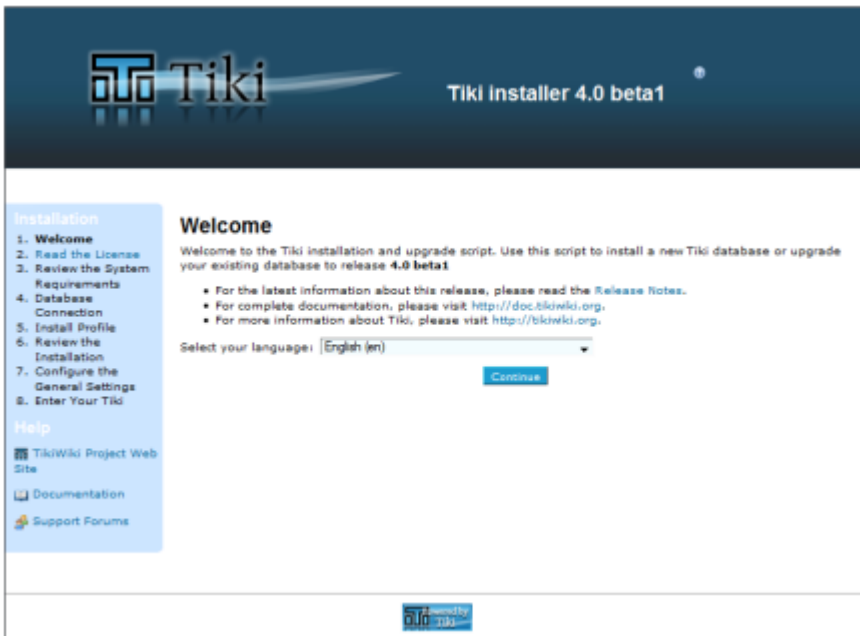 Tiki
Tiki installer 4.0 beta1
Installation
1. Welcome
2. Read the License
3. Review the System
Requirements
4. Database
Connection
5. Install Profile
6. Review the
Installation
7. Configure the
General Settings
8. Enter Your Tiki
Help
TikiWiki Project Web
Site
Documentation
Support Forums
Welcome
Welcome to the Tiki installation and upgrade script. Use this script to install a new Tiki database or upgrade
your existing database to release 4.0 beta1
• For the latest information about this release, please read the Release Notes.
• For complete documentation, please visit http://doc.tikiwiki.org.
• For more information about Tiki, please visit http://tikiwiki.org.
Select your language: English (en)
Continue
Powered by
Tiki